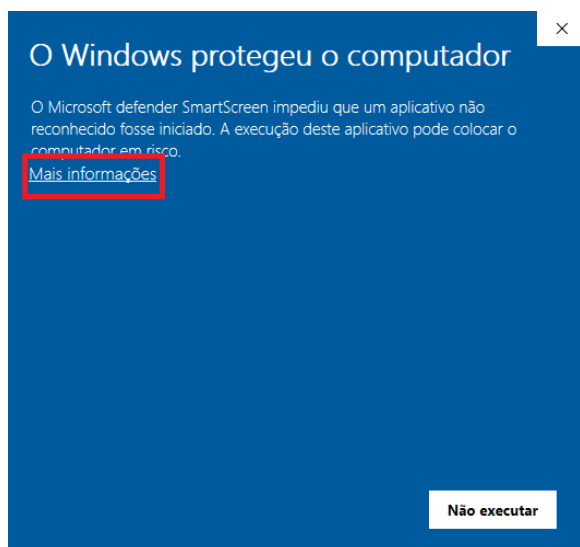 O Windows protegeu o computador
O Microsoft defender SmartScreen impediu que um aplicativo não
reconhecido fosse iniciado. A execução deste aplicativo pode colocar o
computador em risco.
Mais informações
Não executar